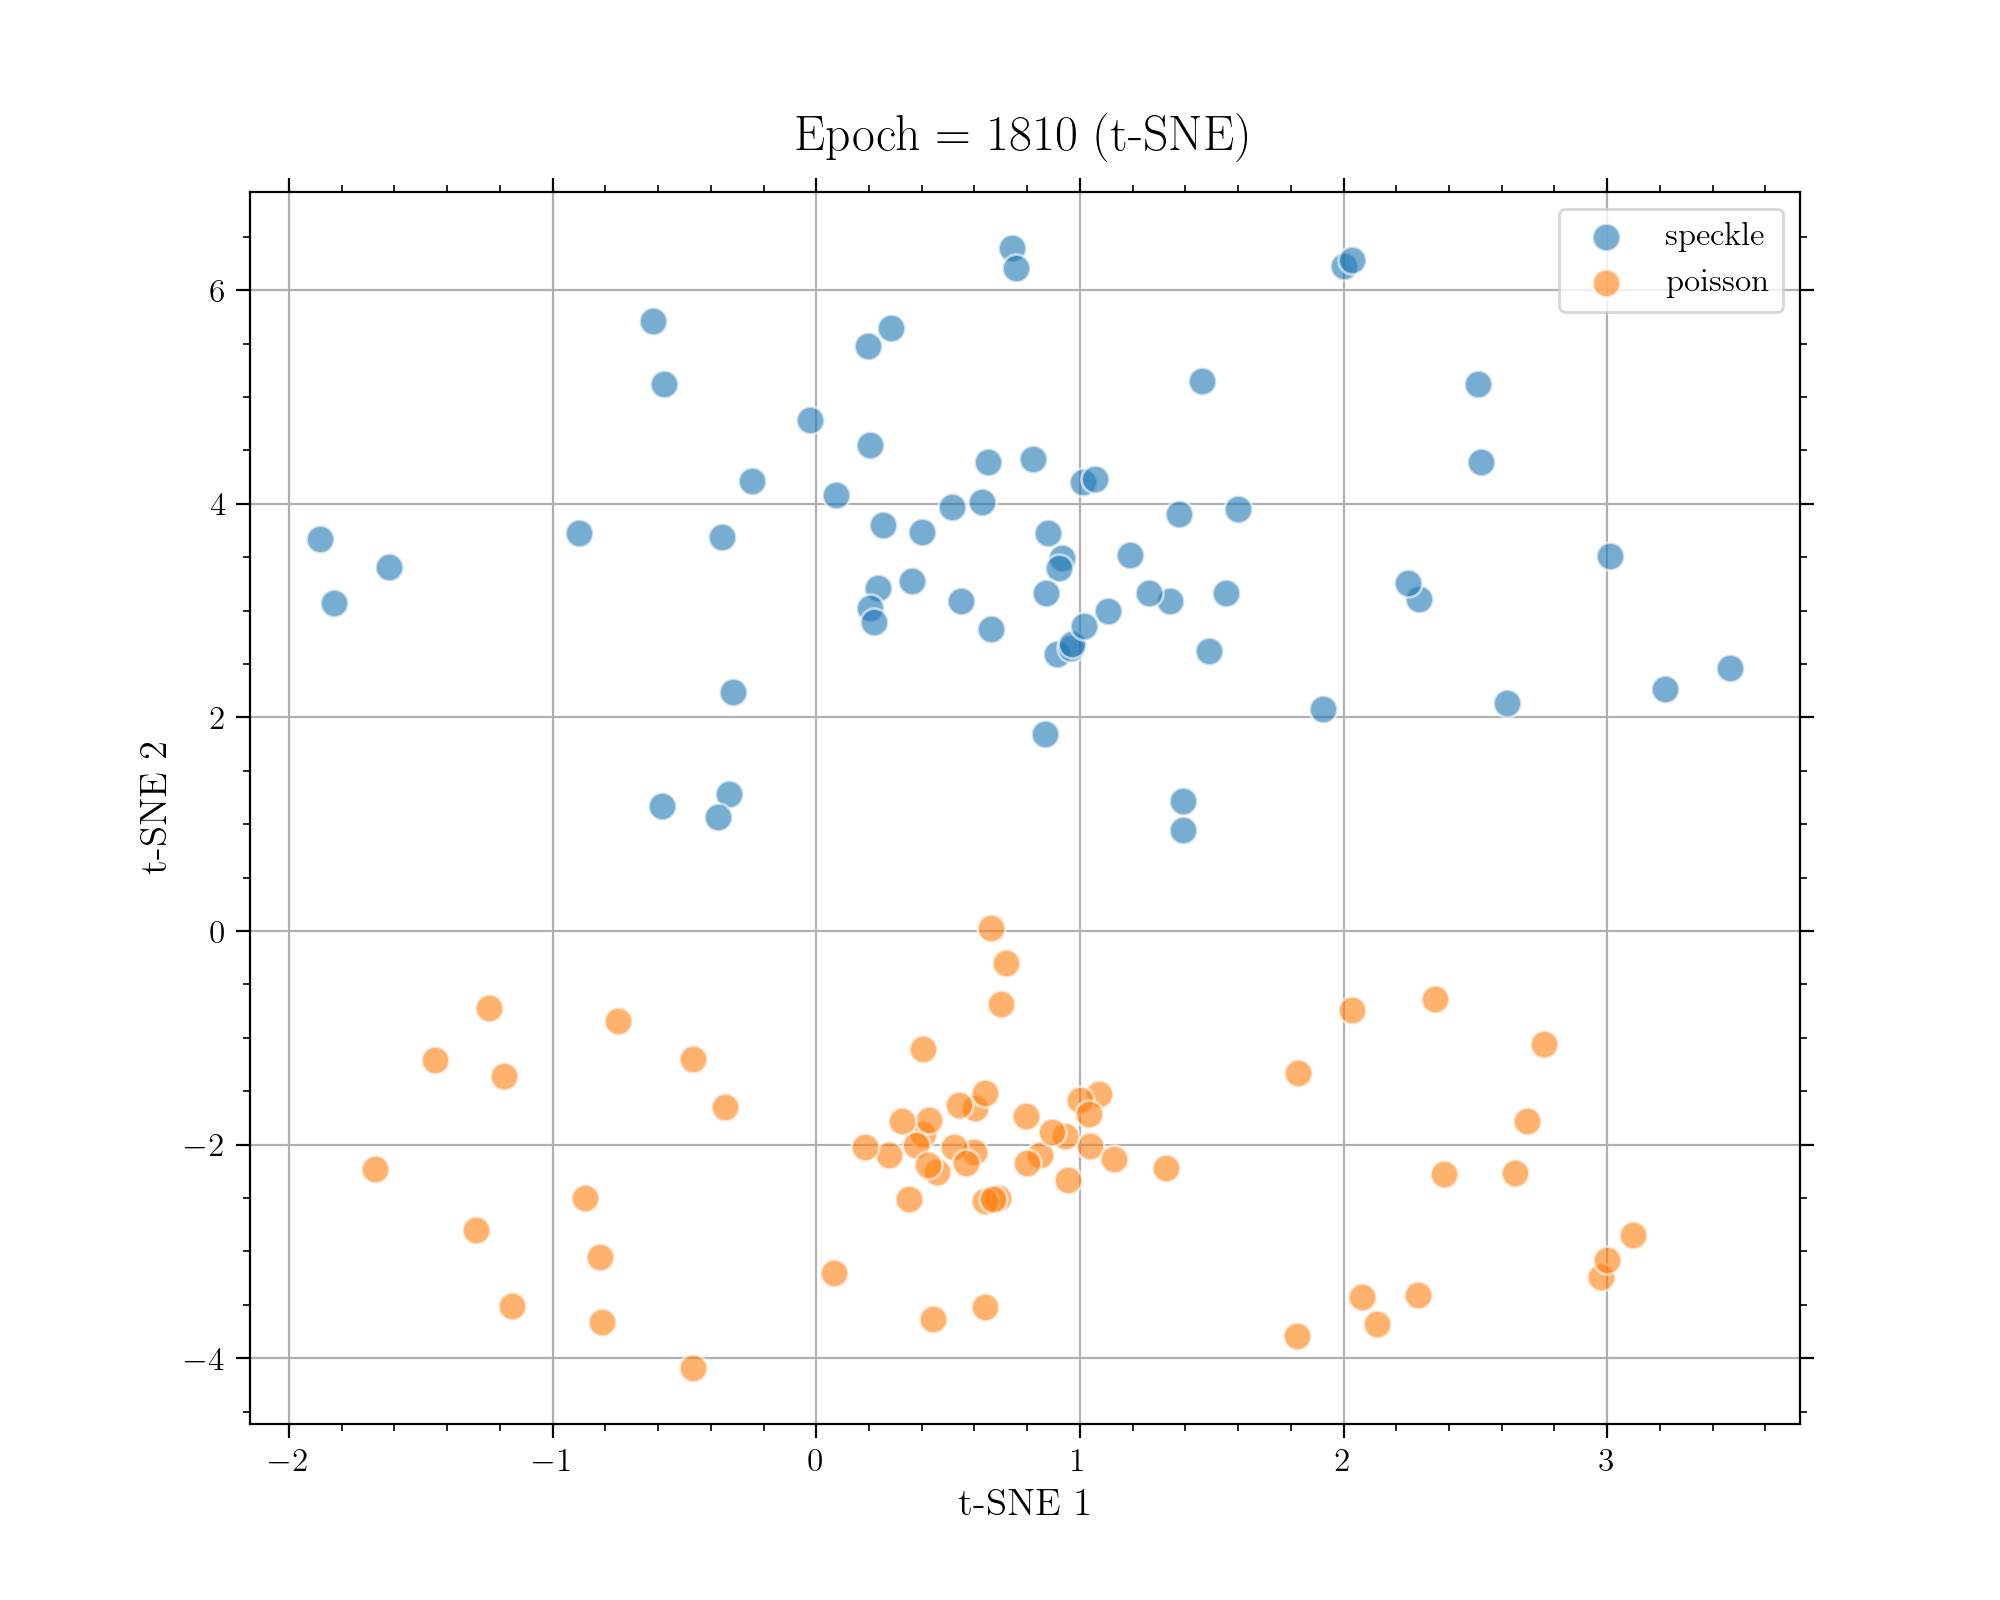 Epoch = 1810 (t-SNE)
speckle
poisson
6
4
2
0
−2
−4
t-SNE 2
−2 −1 0 1 2 3
t-SNE 1